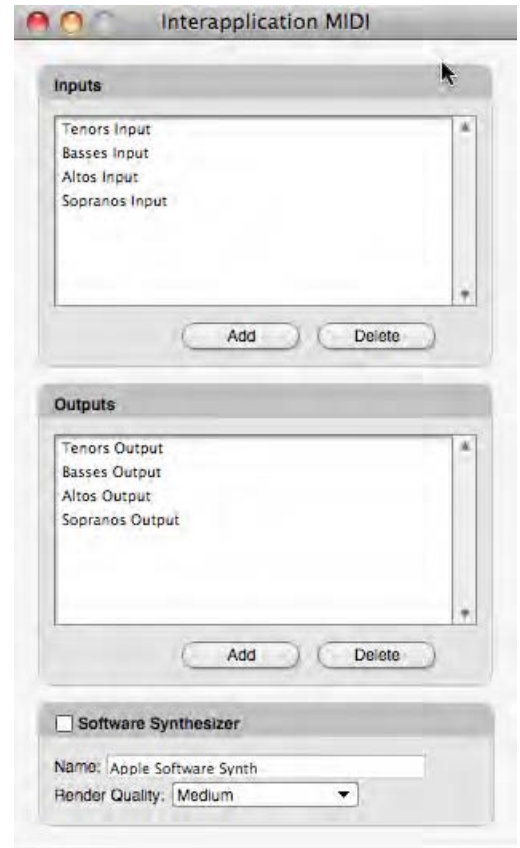 Interapplication MIDI
Inputs
Tenors Input
Basses Input
Altos Input
Sopranos Input
Add Delete
Outputs
Tenors Output
Basses Output
Altos Output
Sopranos Output
Add Delete
Software Synthesizer
Name: Apple Software Synth
Render Quality: Medium